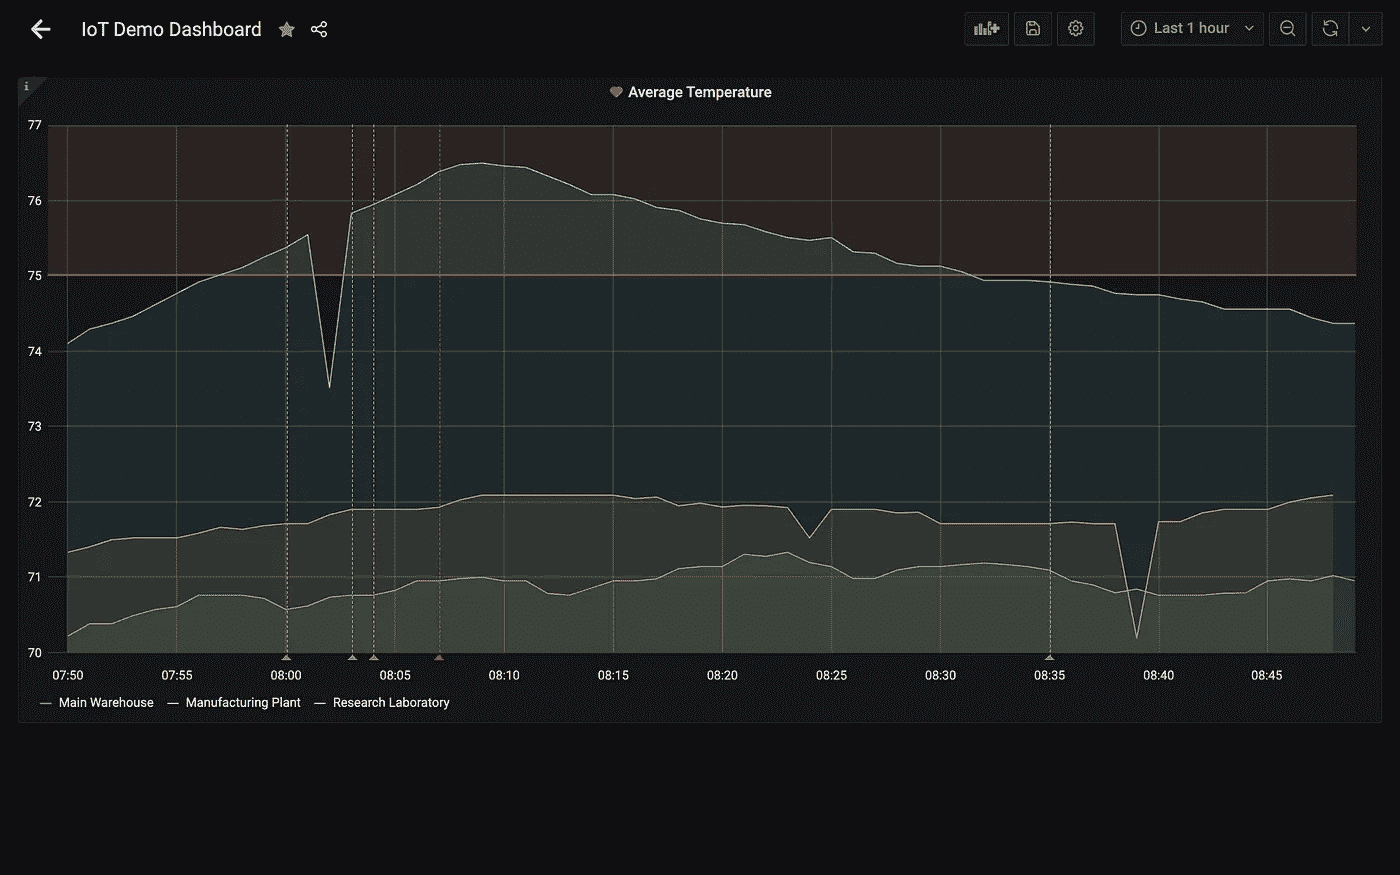 IoT Demo Dashboard
Last 1 hour
i
Average Temperature
77
76
75
74
73
72
71
70
07:50 07:55 08:00 08:05 08:10 08:15 08:20 08:25 08:30 08:35 08:40 08:45
Main Warehouse Manufacturing Plant Research Laboratory